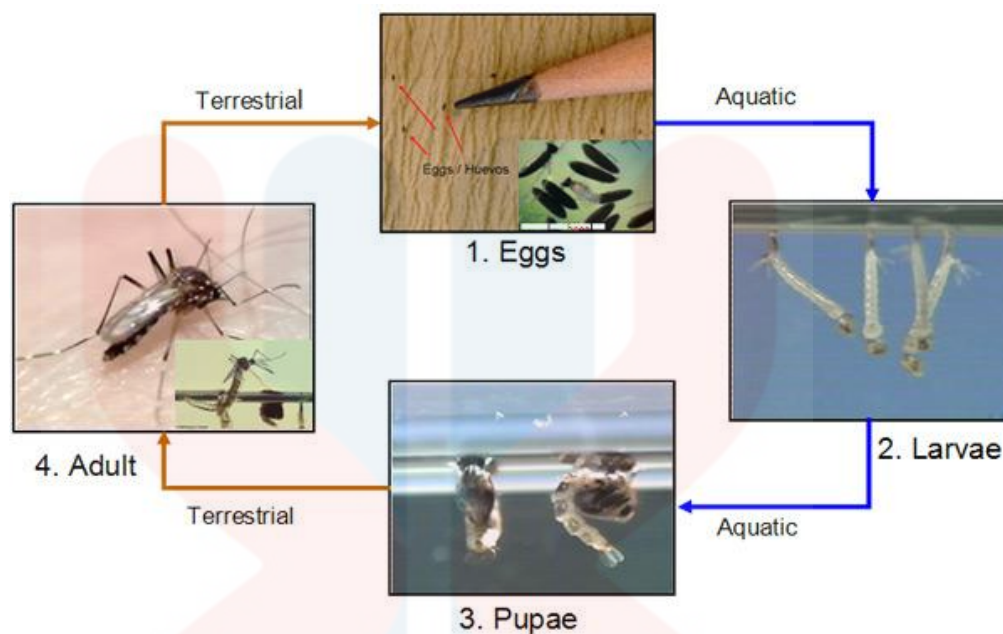 Terrestrial
Aquatic
Eggs / Huevos
1. Eggs
2. Larvae
4. Adult
3. Pupae
Terrestrial
Aquatic